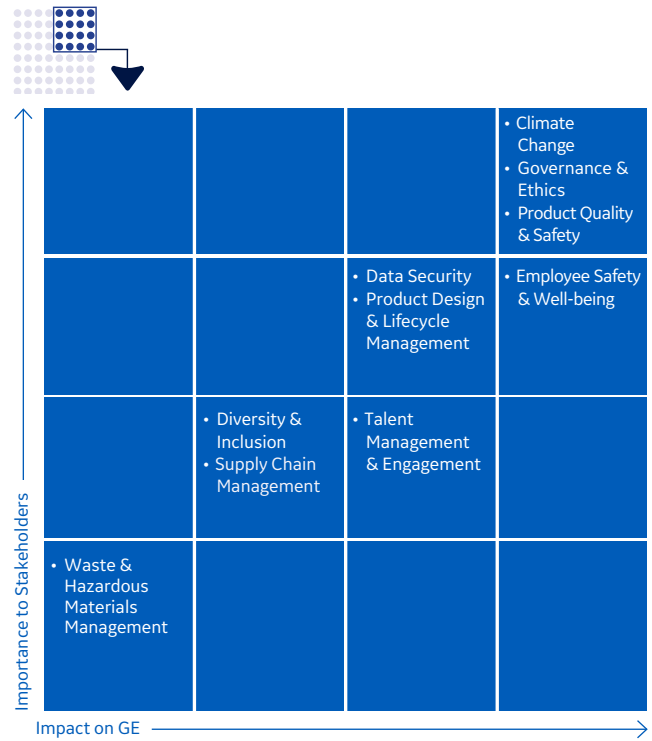 • Climate
Change
• Governance &
Ethics
• Product Quality
& Safety
• Data Security
• Product Design
& Lifecycle
Management
• Employee Safety
& Well-being
• Diversity &
Inclusion
• Supply Chain
Management
• Talent
Management
& Engagement
• Waste &
Hazardous
Materials
Management
Importance to Stakeholders
Impact on GE